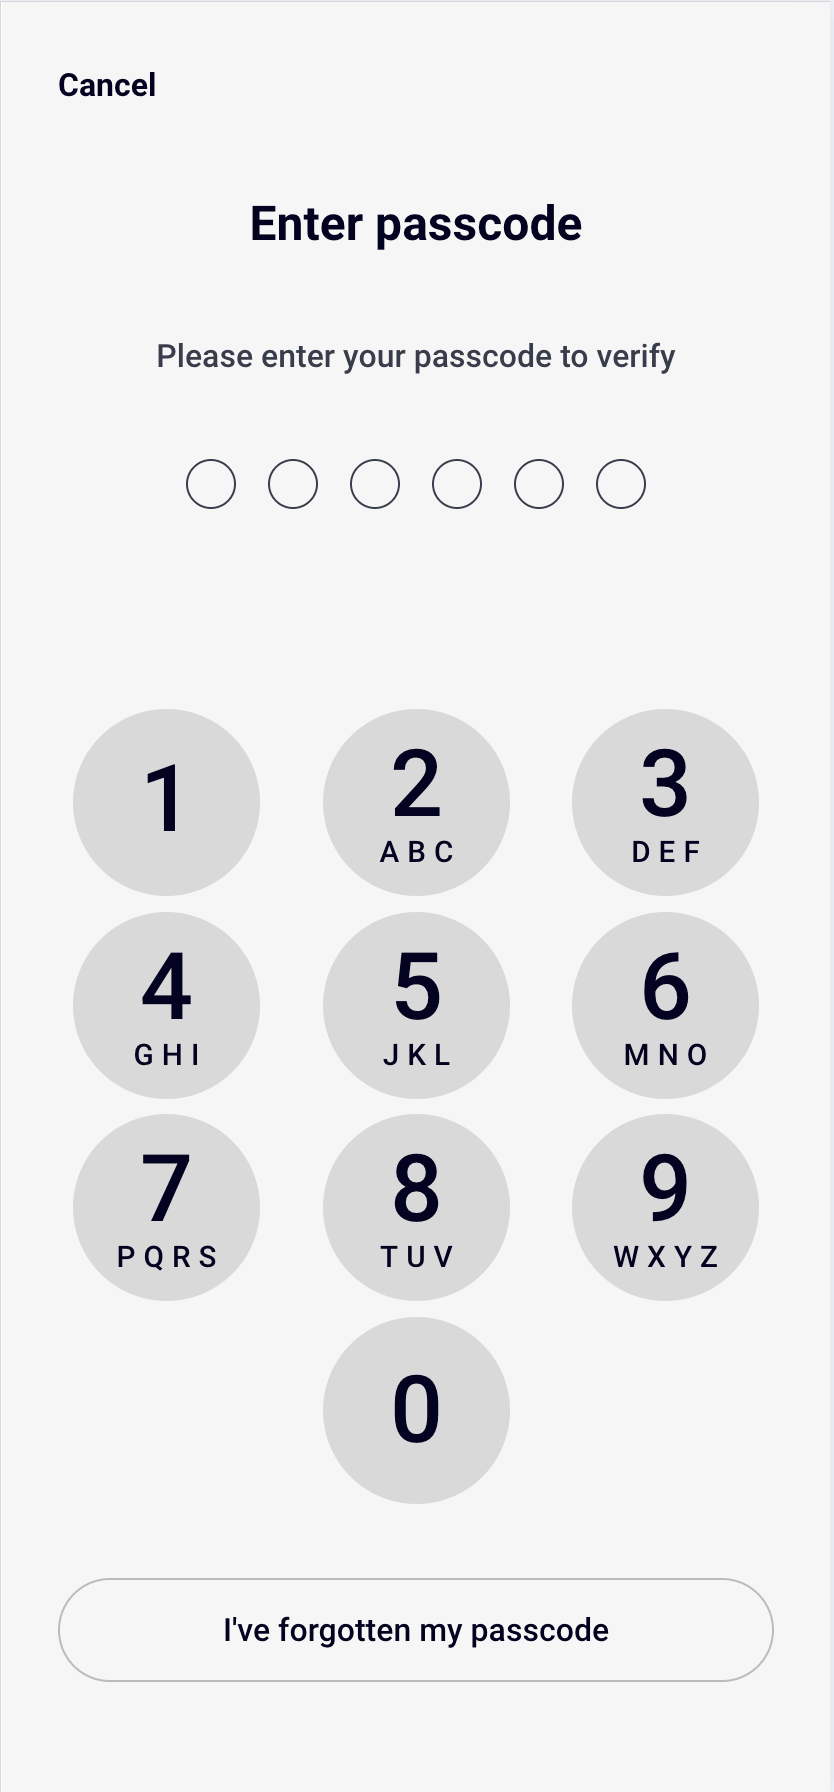 Cancel
Enter passcode
Please enter your passcode to verify
1 2 3
ABC DEF
4 5 6
GHI JKL MNO
7 8 9
PQRS TUV WXYZ
0
I've forgotten my passcode